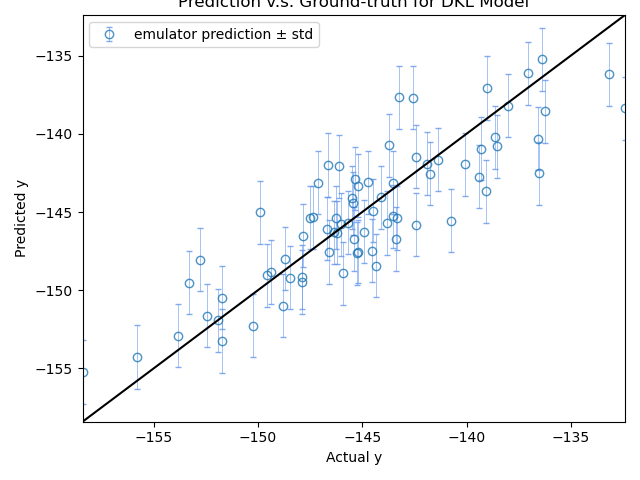 Prediction v.s. Ground-truth for DKL Model
emulator prediction ± std
−135
−140
−145
−150
−155
Predicted y
−155
−150
−145
−140
−135
Actual y